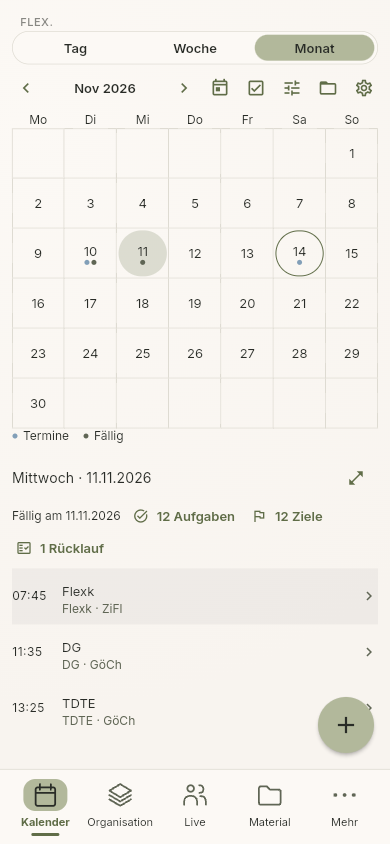 FLEX.
Tag Woche Monat
Nov 2026
Mo Di Mi Do Fr Sa So
1
2 3 4 5 6 7 8
9 10 11 12 13 14 15
16 17 18 19 20 21 22
23 24 25 26 27 28 29
30
Termine Fällig
Mittwoch · 11.11.2026
Fällig am 11.11.2026 12 Aufgaben 12 Ziele
1 Rücklauf
07:45 Flexk
Flexk · ZiFl
11:35 DG
DG · GöCh
13:25 TDTE
TDTE · GöCh
Kalender Organisation Live Material Mehr